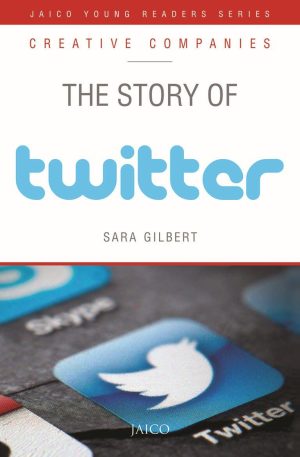 JAICO YOUNG READERS SERIES
CREATIVE COMPANIES
THE STORY OF
twitter
SARA GILBERT
Skype
Twitter
JAICO